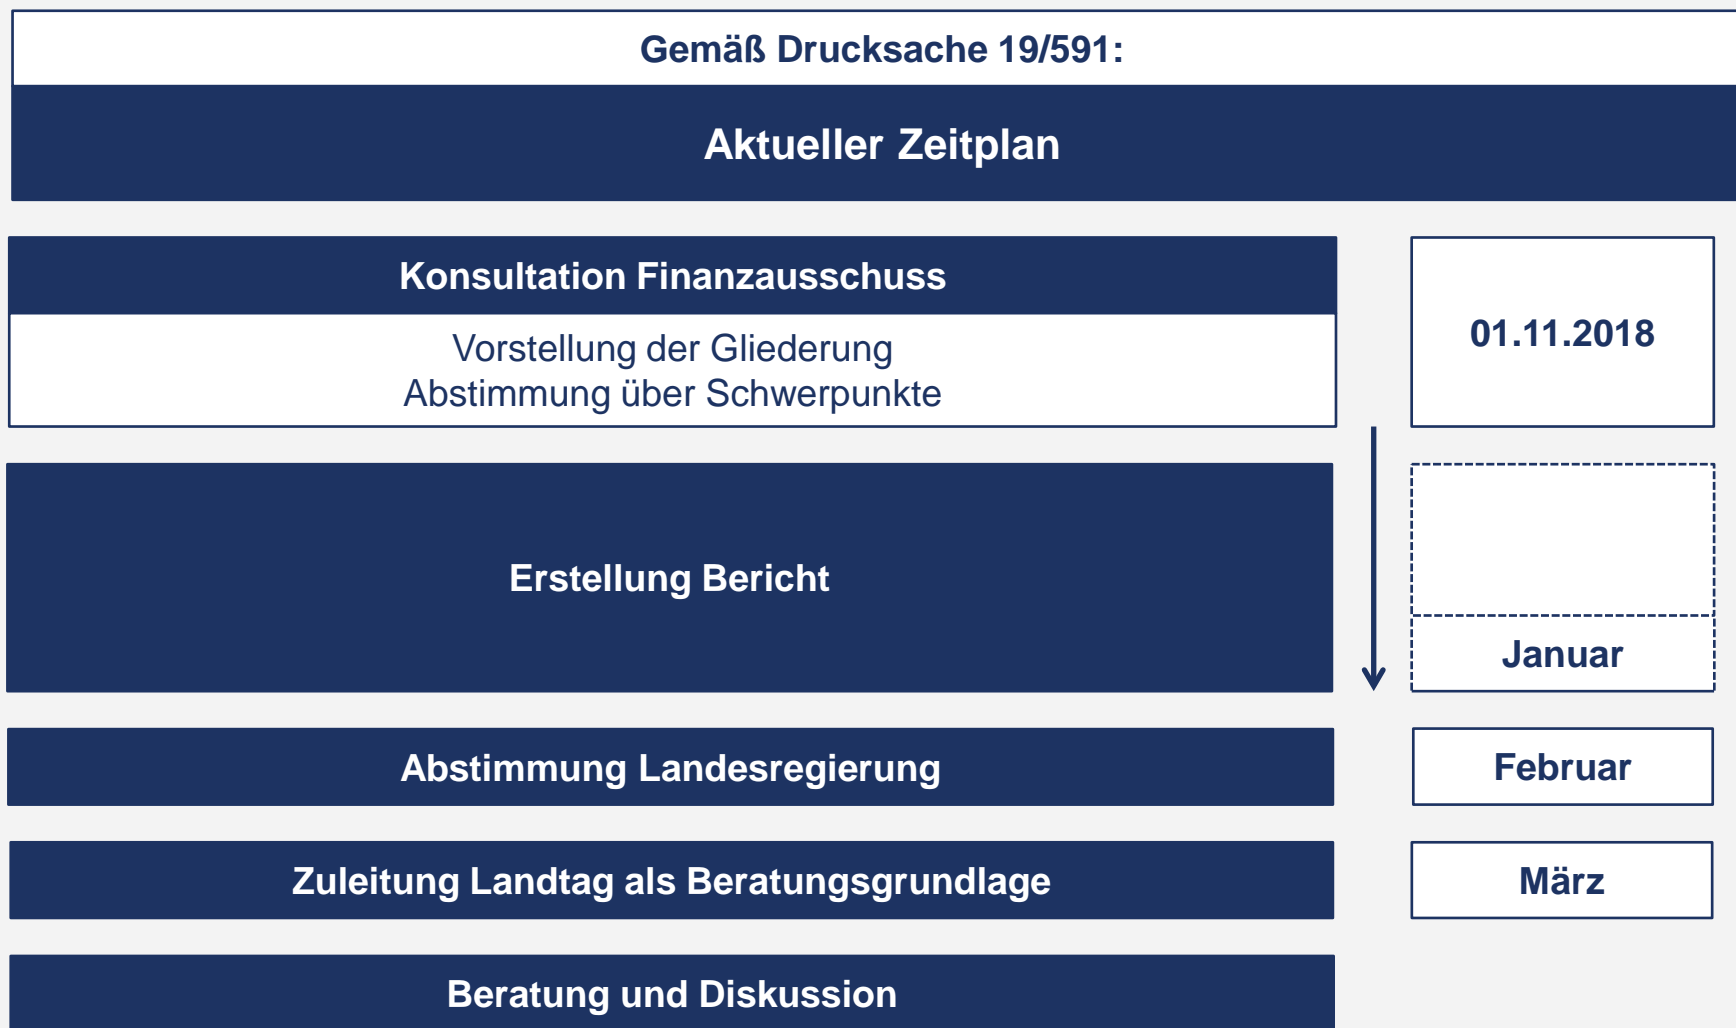 Gemäß Drucksache 19/591:
Aktueller Zeitplan
Konsultation Finanzausschuss
Vorstellung der Gliederung
Abstimmung über Schwerpunkte
01.11.2018
Erstellung Bericht
Januar
Abstimmung Landesregierung
Februar
Zuleitung Landtag als Beratungsgrundlage
März
Beratung und Diskussion